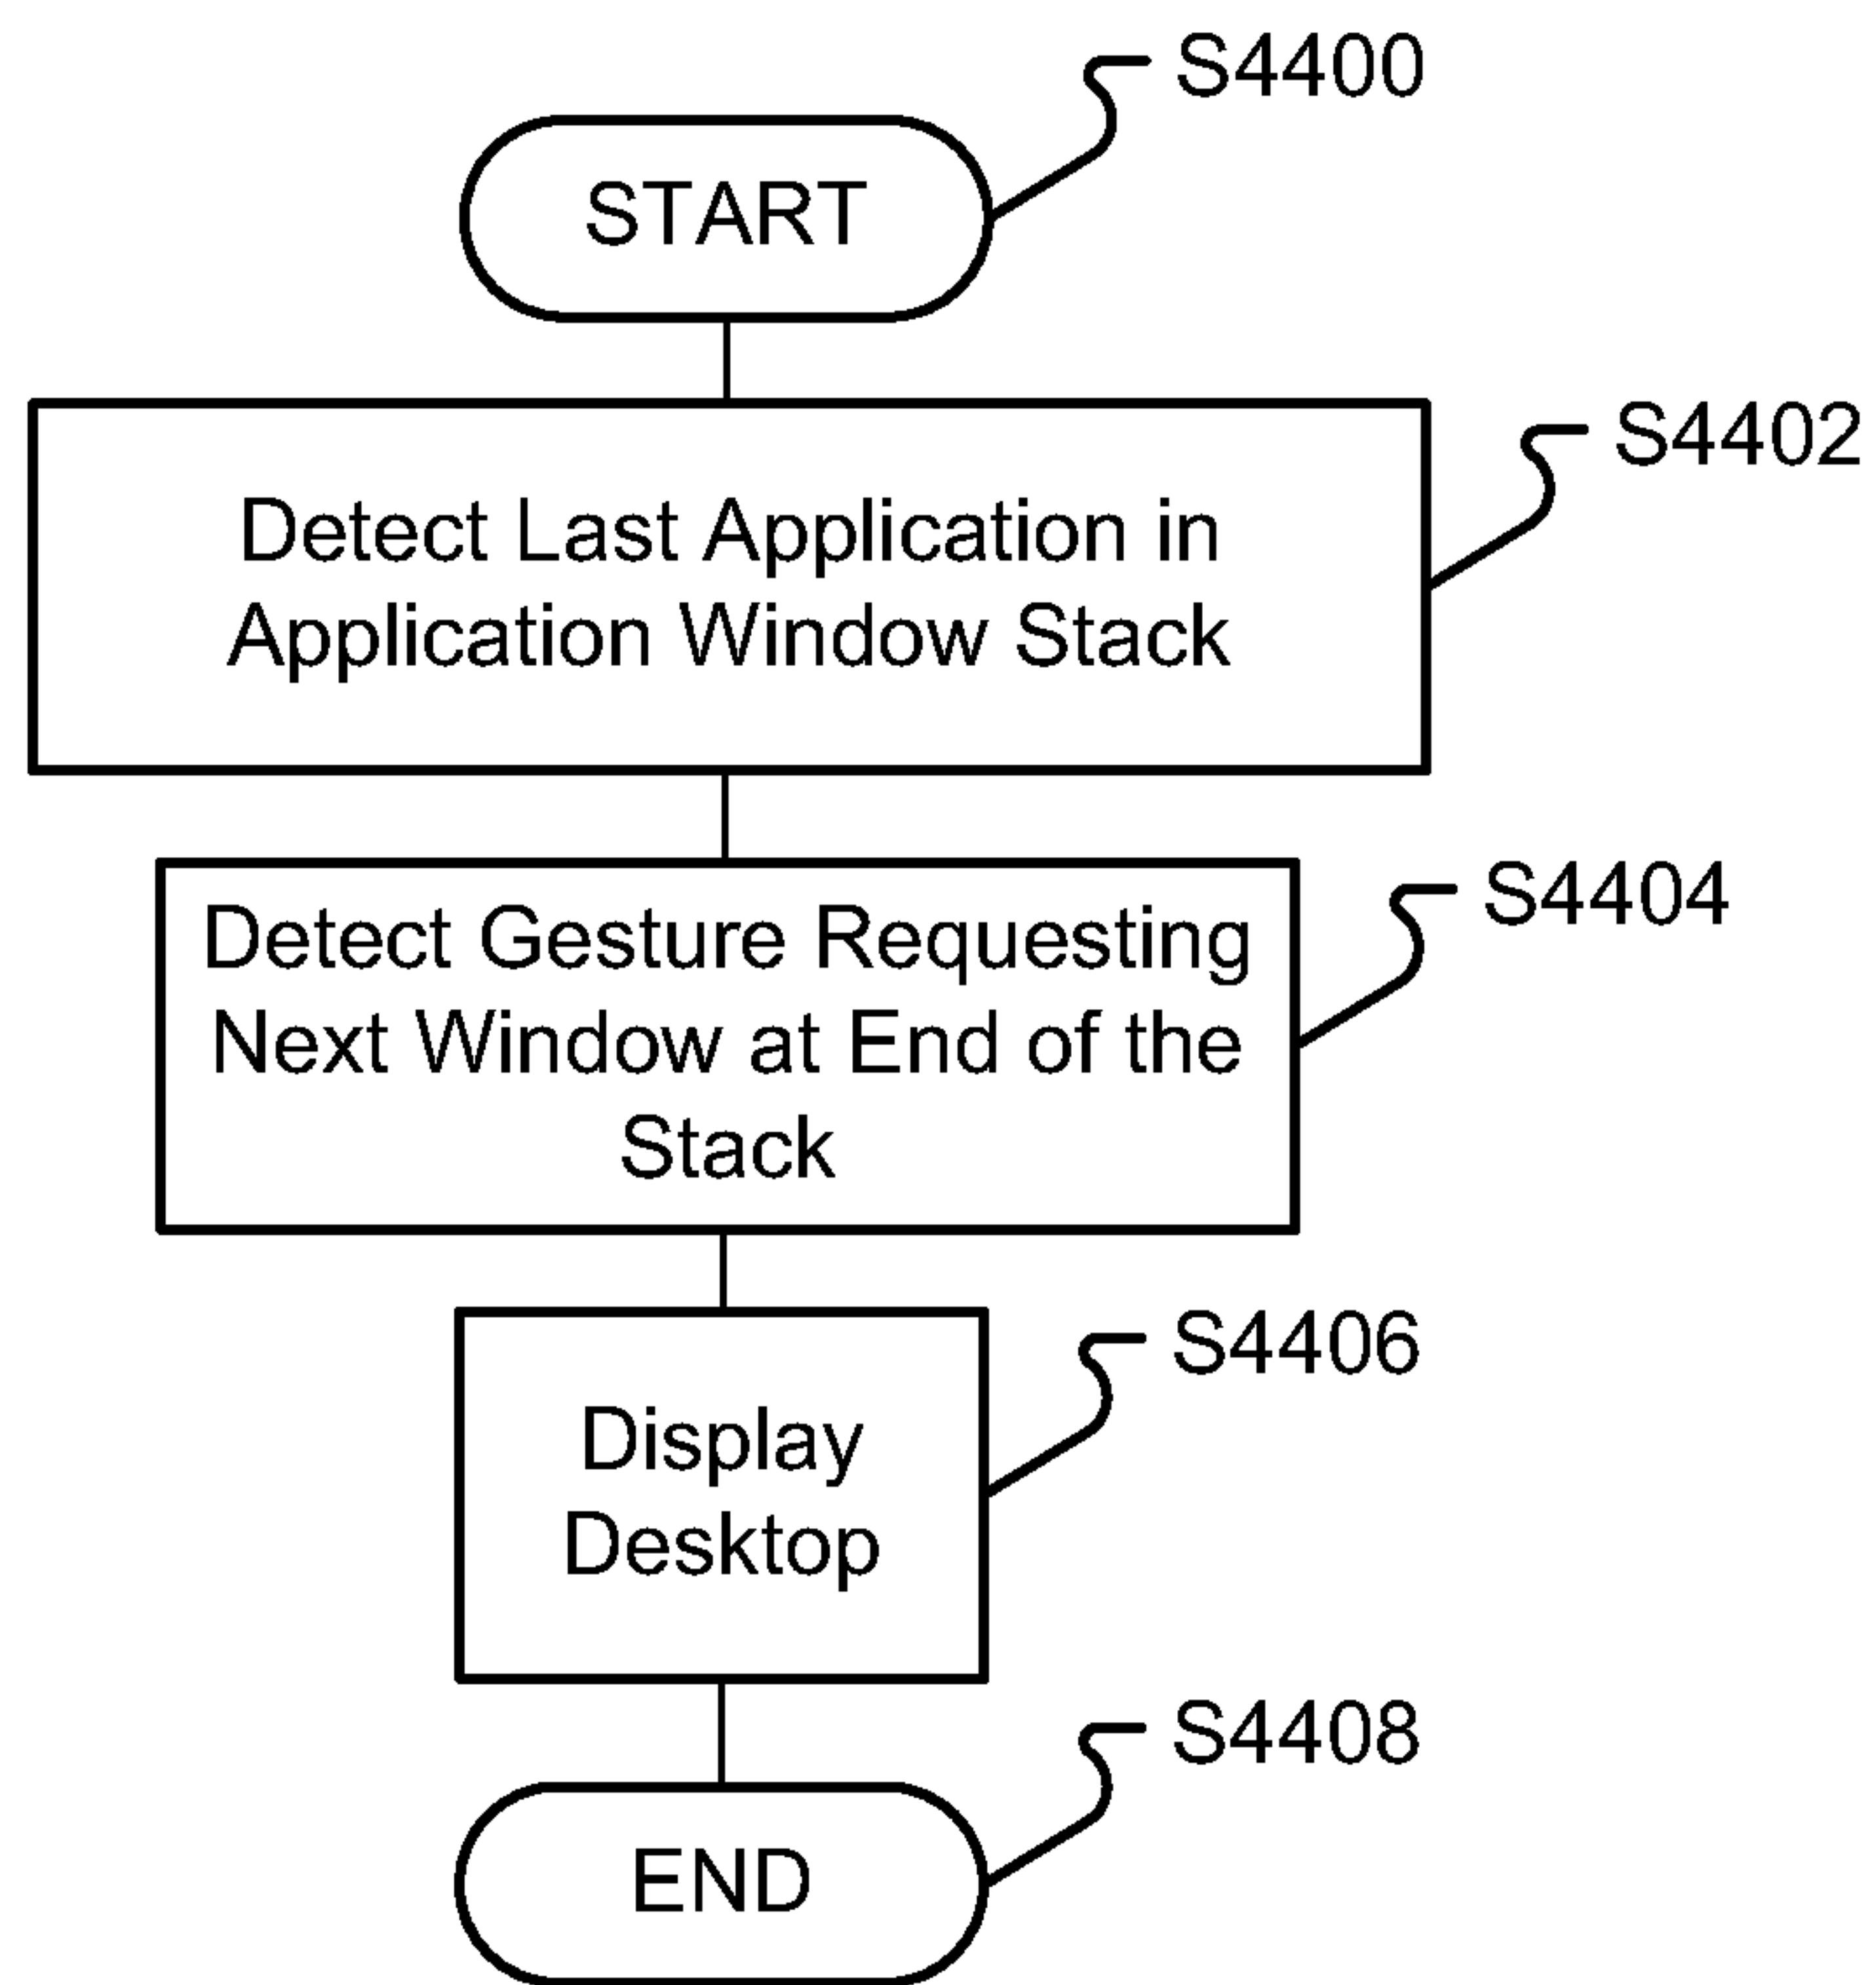 S4400
START
S4402
Detect Last Application in
Application Window Stack
S4404
Detect Gesture Requesting
Next Window at End of the
Stack
S4406
Display
Desktop
S4408
END